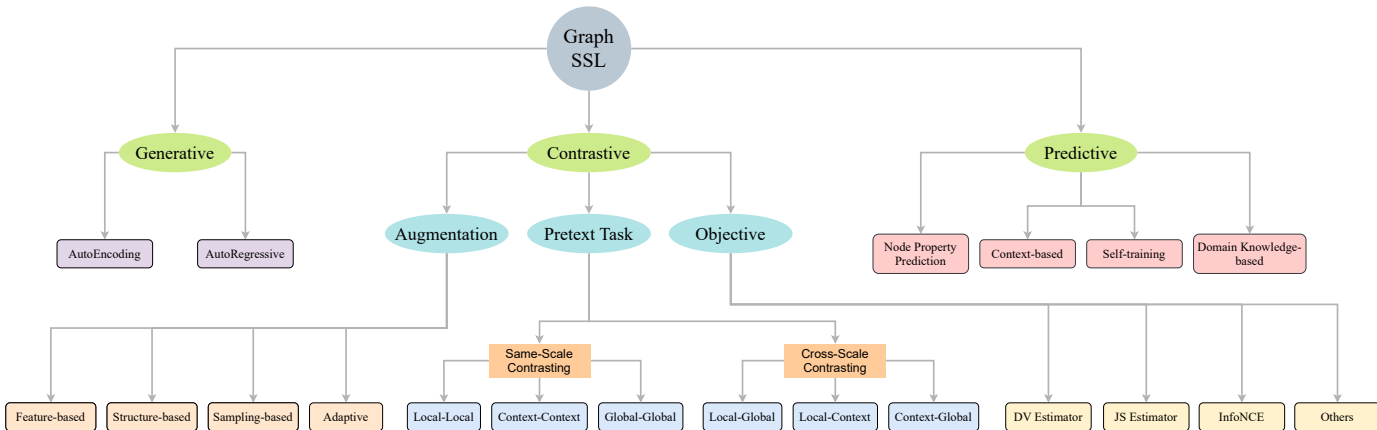 Graph
SSL
Generative
Contrastive
Predictive
Augmentation
Pretext Task
Objective
AutoEncoding
AutoRegressive
Node Property
Prediction
Context-based
Self-training
Domain Knowledge-
based
Same-Scale
Contrasting
Cross-Scale
Contrasting
Feature-based
Structure-based
Sampling-based
Adaptive
Local-Local
Context-Context
Global-Global
Local-Global
Local-Context
Context-Global
DV Estimator
JS Estimator
InfoNCE
Others